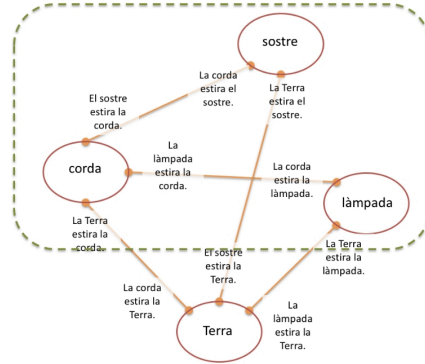 sostre
La corda
estira el
sostre.
La Terra
estira el
sostre.
El sostre
estira la
corda.
La
làmpada
estira la
corda.
corda
La corda
estira la
làmpada.
làmpada
La Terra
estira la
corda.
El sostre
estira la
Terra.
La Terra
estira la
làmpada.
La corda
estira la
Terra.
La
làmpada
estira la
Terra.
Terra